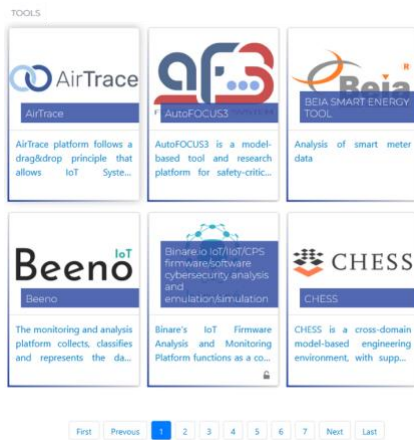 TOOLS
AirTrace
AirTrace
AirTrace platform follows a
drag&drop principle that
allows IoT Syste...
AF3
AutoFOCUS3
AutoFOCUS3 is a model-
based tool and research
platform for safety-critic...
Beia
BEIA SMART ENERGY
TOOL
Analysis of smart meter
data
Beeno IoT
Beeno
The monitoring and analysis
platform collects, classifies
and represents the da...
Binare.io IoT/IIoT/CPS
firmware/software
cybersecurity analysis
and
emulation/simulation
Binare's IoT Firmware
Analysis and Monitoring
Platform functions as a co...
CHESS
CHESS
CHESS is a cross-domain
model-based engineering
environment, with supp...
First Prevous 1 2 3 4 5 6 7 Next Last